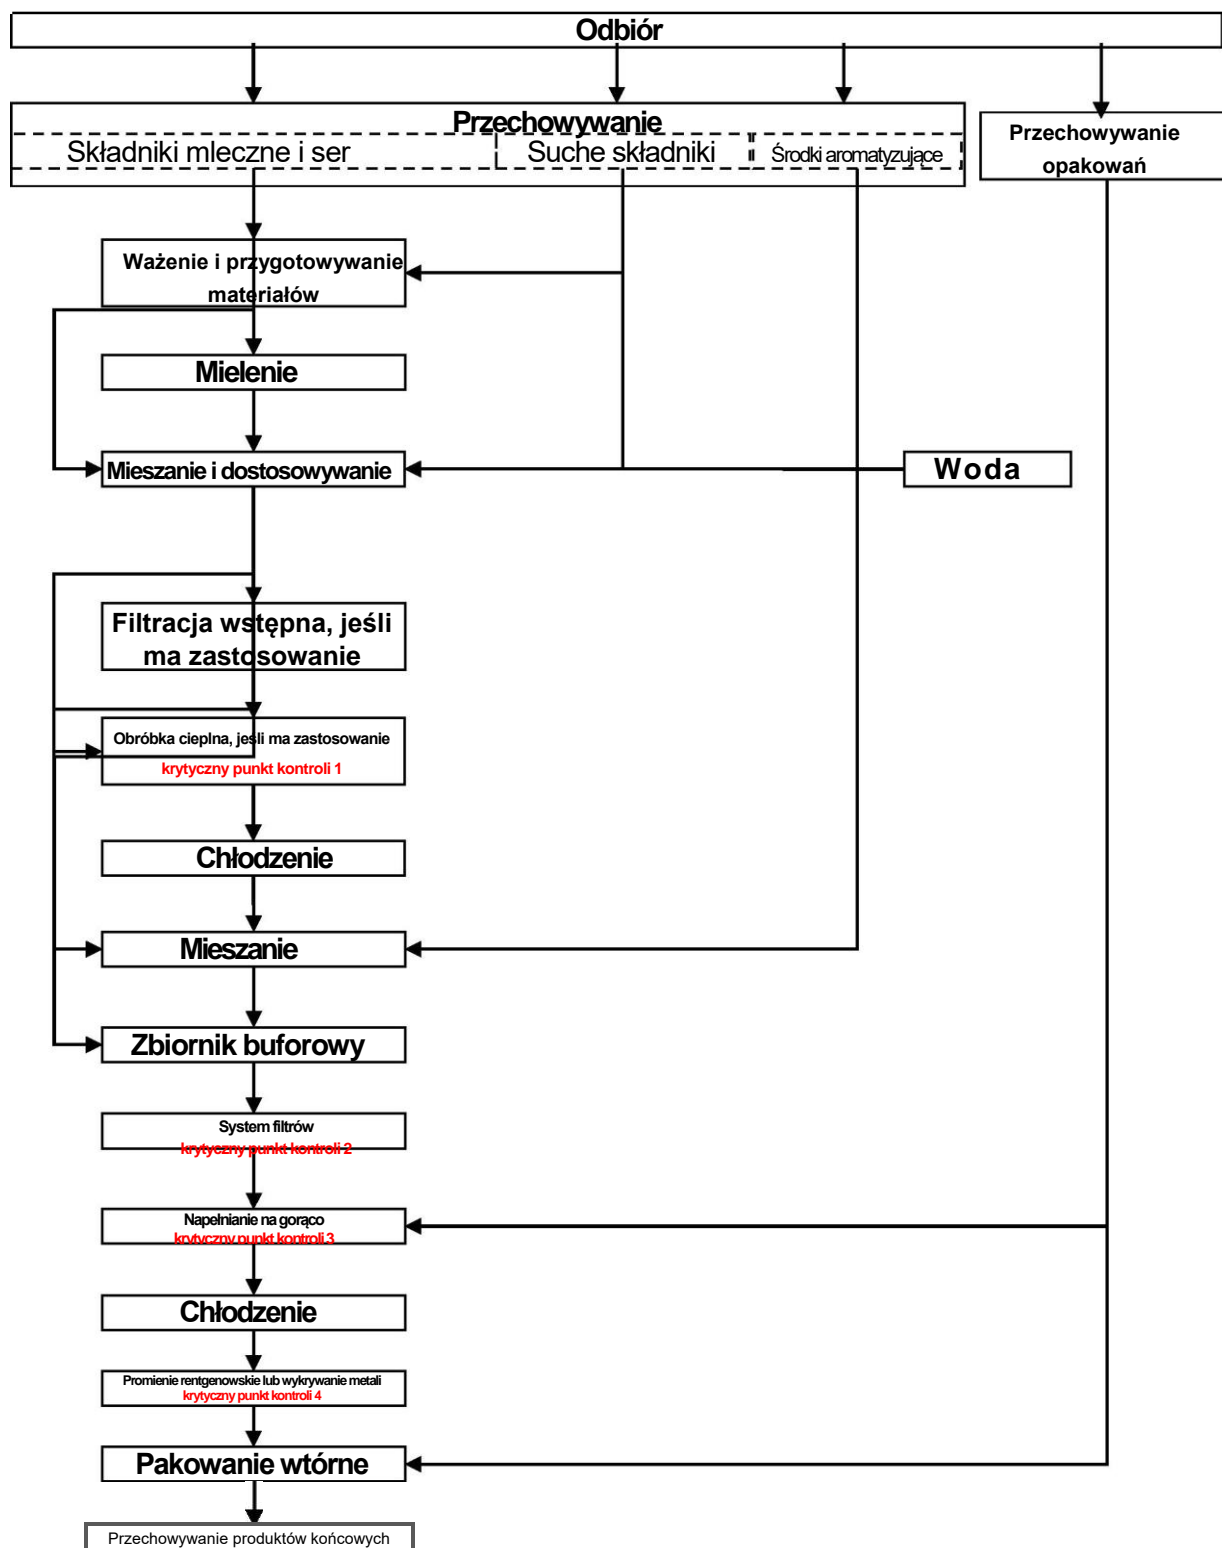 Odbiór
Przechowywanie
Składniki mleczne i ser
Suche składniki
Środki aromatyzujące
Przechowywanie
opakowań
Ważenie i przygotowywanie
materiałów
Mielenie
Mieszanie i dostosowywanie
Woda
Filtracja wstępna, jeśli
ma zastosowanie
Obróbka cieplna, jeśli ma zastosowanie
krytyczny punkt kontroli 1
Chłodzenie
Mieszanie
Zbiornik buforowy
System filtrów
krytyczny punkt kontroli 2
Napełnianie na gorąco
krytyczny punkt kontroli 3
Chłodzenie
Promienie rentgenowskie lub wykrywanie metali
krytyczny punkt kontroli 4
Pakowanie wtórne
Przechowywanie produktów końcowych